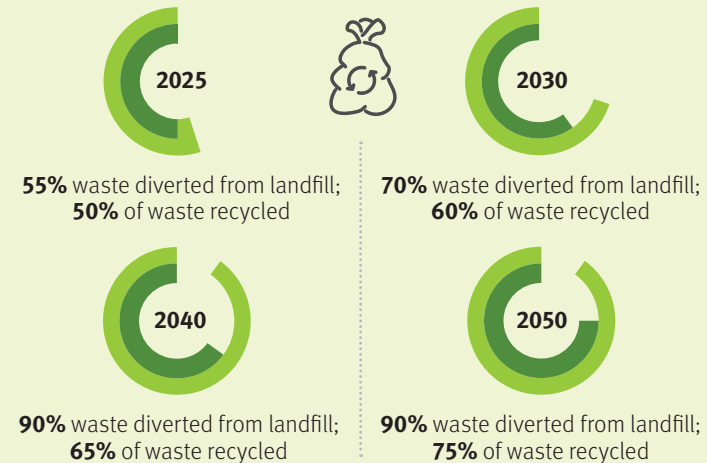 2025
55% waste diverted from landfill;
50% of waste recycled
2030
70% waste diverted from landfill;
60% of waste recycled
2040
90% waste diverted from landfill;
65% of waste recycled
2050
90% waste diverted from landfill;
75% of waste recycled